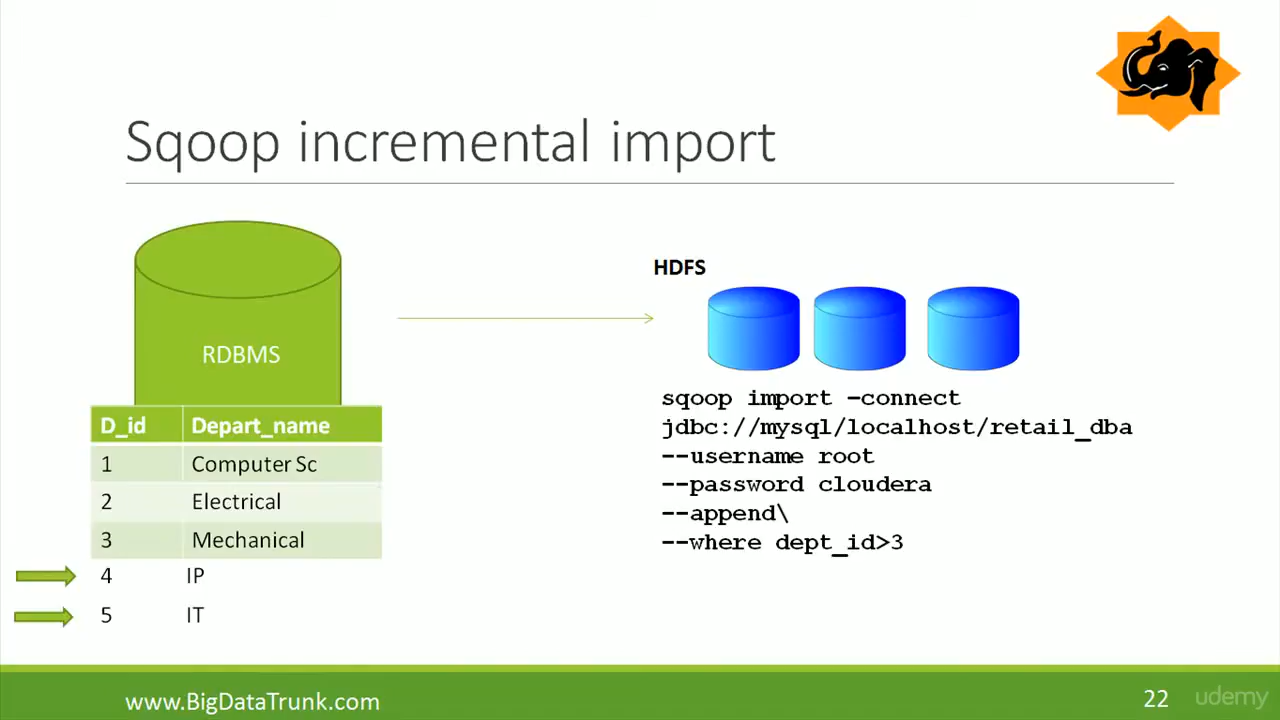 Sqoop incremental import
RDBMS
D_id Depart_name
1 Computer Sc
2 Electrical
3 Mechanical
4 IP
5 IT
HDFS
sqoop import –connect
jdbc://mysql/localhost/retail_dba
--username root
--password cloudera
--append\
--where dept_id>3
www.BigDataTrunk.com
22
udemy